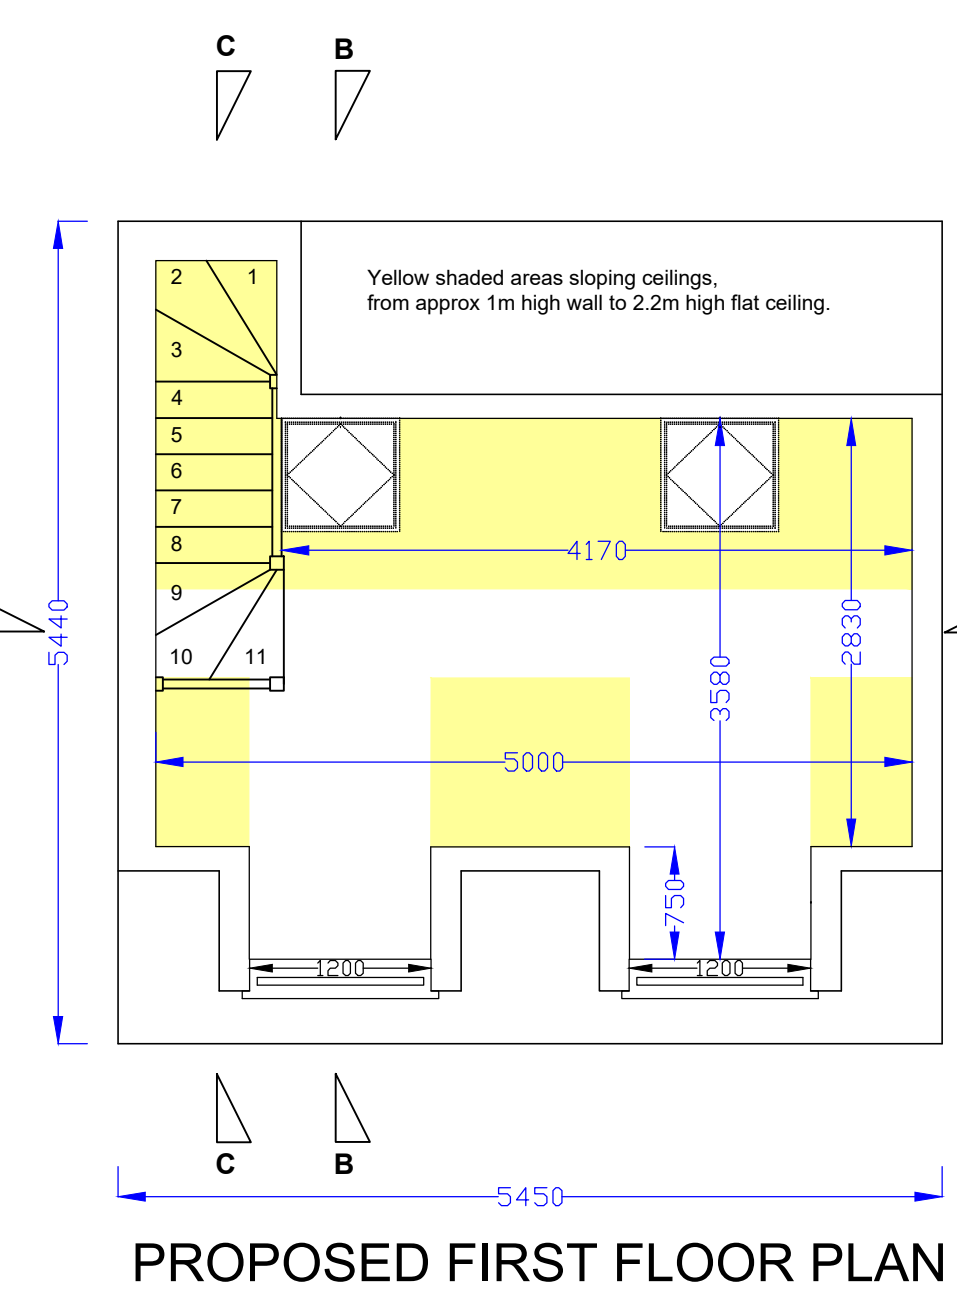 C
B
2
1
Yellow shaded areas sloping ceilings,
from approx 1m high wall to 2.2m high flat ceiling.
3
4
5
6
7
8
4170
9
5440
2830
10
11
3580
5000
750
1200
1200
C
B
5450
PROPOSED FIRST FLOOR PLAN